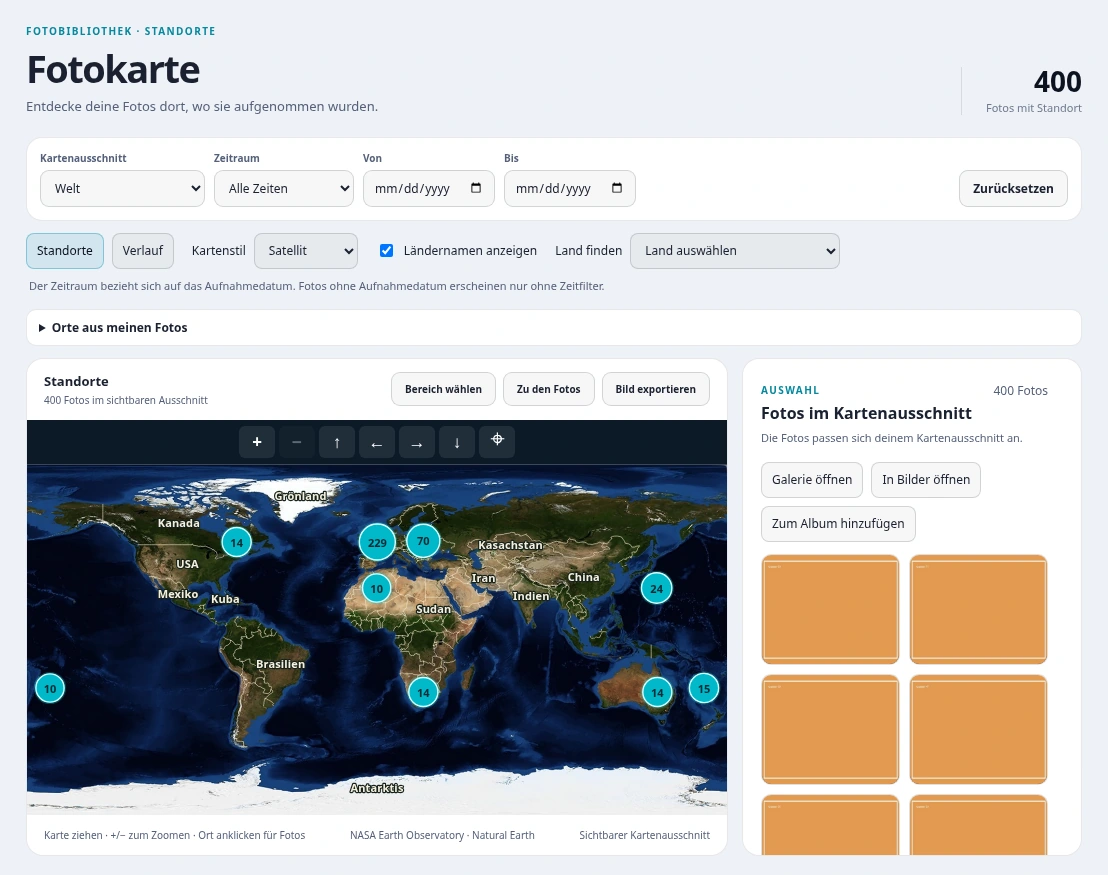 FOTOBIBLIOTHEK · STANDORTE
Fotokarte
Entdecke deine Fotos dort, wo sie aufgenommen wurden.
400
Fotos mit Standort
Kartenausschnitt
Zeitraum
Von
Bis
Welt
Alle Zeiten
mm/dd/yyyy
mm/dd/yyyy
Zurücksetzen
Standorte
Verlauf
Kartenstil
Satellit
Ländernamen anzeigen
Land finden
Land auswählen
Der Zeitraum bezieht sich auf das Aufnahmedatum. Fotos ohne Aufnahmedatum erscheinen nur ohne Zeitfilter.
Orte aus meinen Fotos
Standorte
400 Fotos im sichtbaren Ausschnitt
Bereich wählen
Zu den Fotos
Bild exportieren
+
−
↑
←
→
↓
Grönland
Kanada
14
229
70
Kasachstan
USA
Iran
China
Mexiko
Kuba
10
Indien
24
Sudan
Brasilien
10
14
14
15
Antarktis
Karte ziehen · +/− zum Zoomen · Ort anklicken für Fotos
NASA Earth Observatory · Natural Earth
Sichtbarer Kartenausschnitt
AUSWAHL
400 Fotos
Fotos im Kartenausschnitt
Die Fotos passen sich deinem Kartenausschnitt an.
Galerie öffnen
In Bilder öffnen
Zum Album hinzufügen